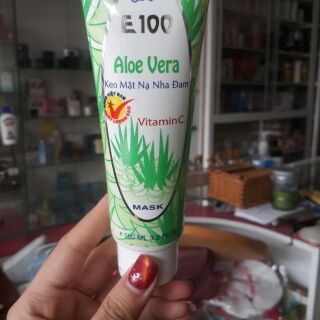 E100
Aloe Vera
Keo Mặt Nạ Nha Đam
Vitamin C
MASK